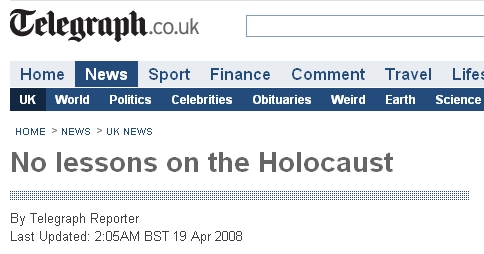 Telegraph.co.uk
Home News Sport Finance Comment Travel Lifes
UK World Politics Celebrities Obituaries Weird Earth Science
HOME > NEWS > UK NEWS
No lessons on the Holocaust
By Telegraph Reporter
Last Updated: 2:05AM BST 19 Apr 2008